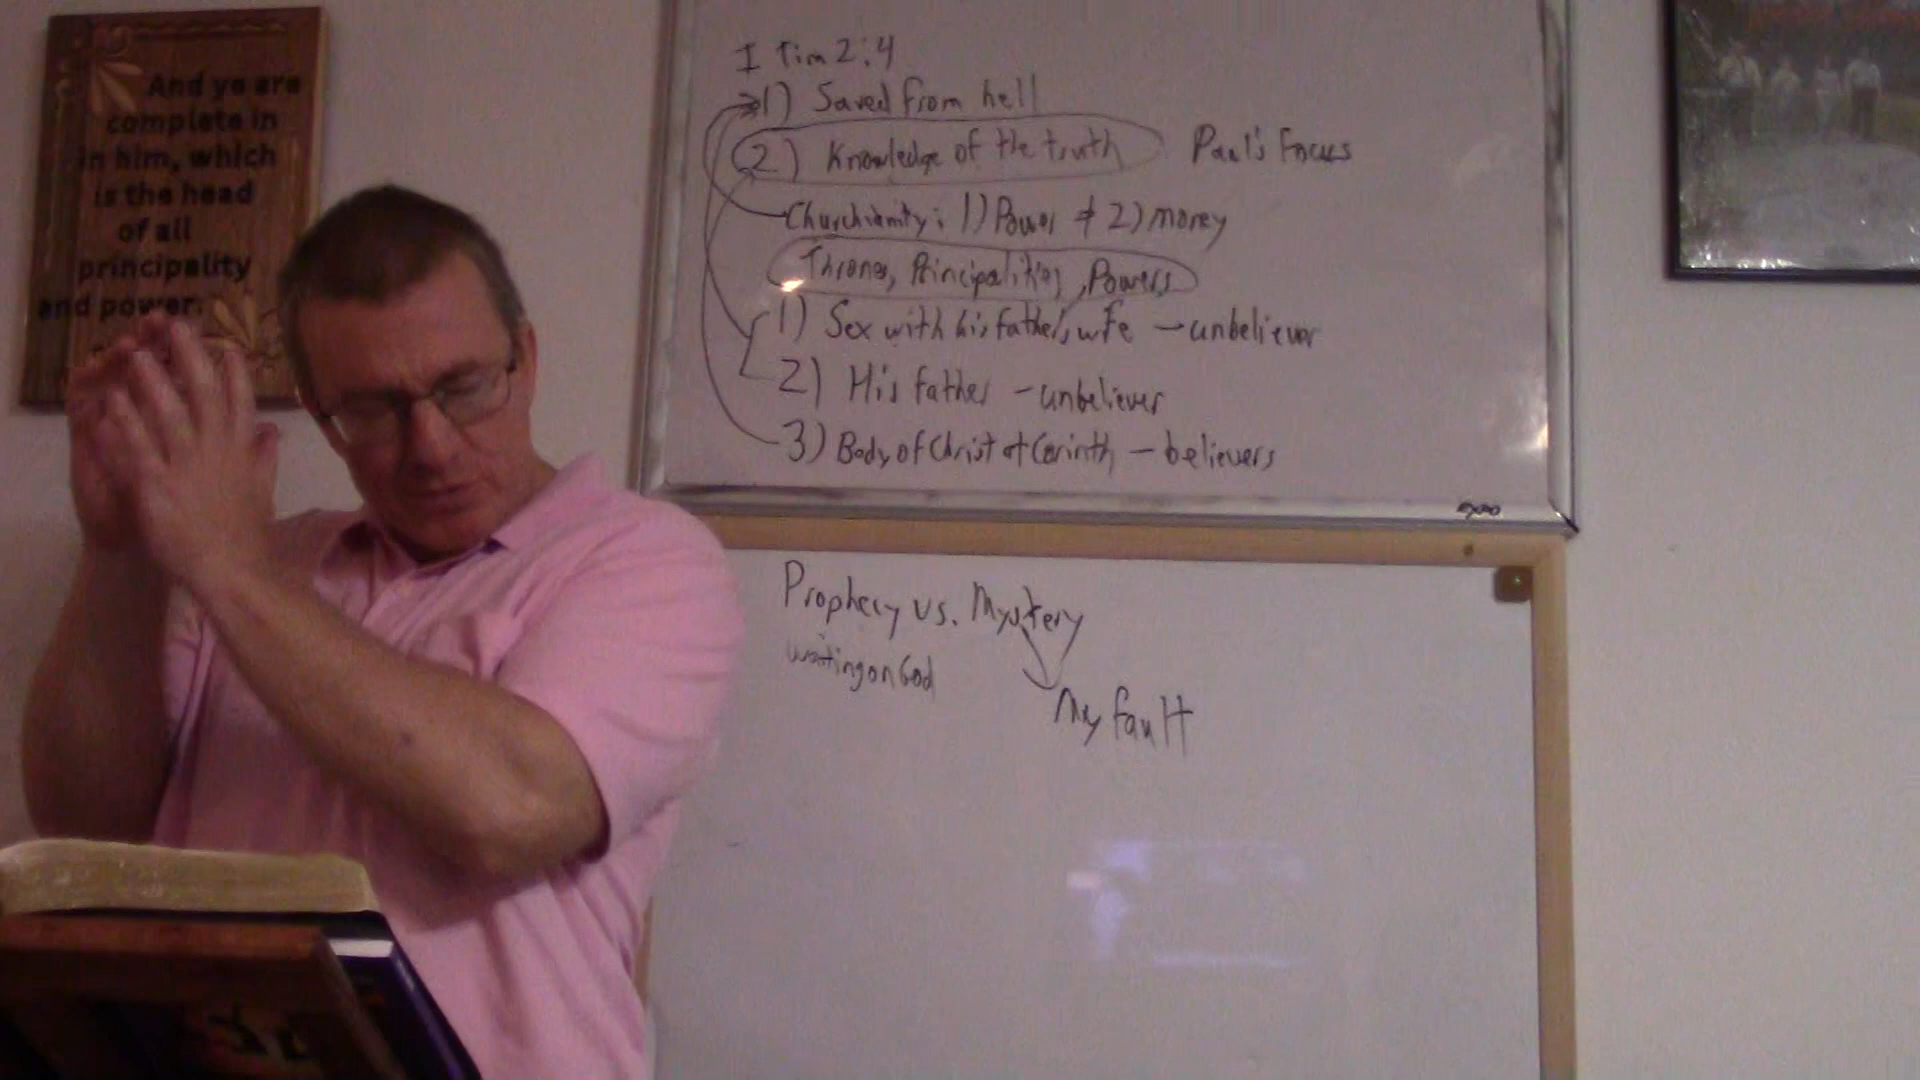 And ye are
complete in
in him, which
is the head
of all
principality
and power:
I Tim 2:4
1) Saved from hell
2) Knowledge of the truth Paul's focus
Churchianity: 1) Power & 2) money
Thrones, Principalities, Powers
1) Sex with his father's wife - unbeliever
2) His father - unbeliever
3) Body of Christ at Corinth - believers
EXPO
Prophecy vs. Mystery
waiting on God
My fault